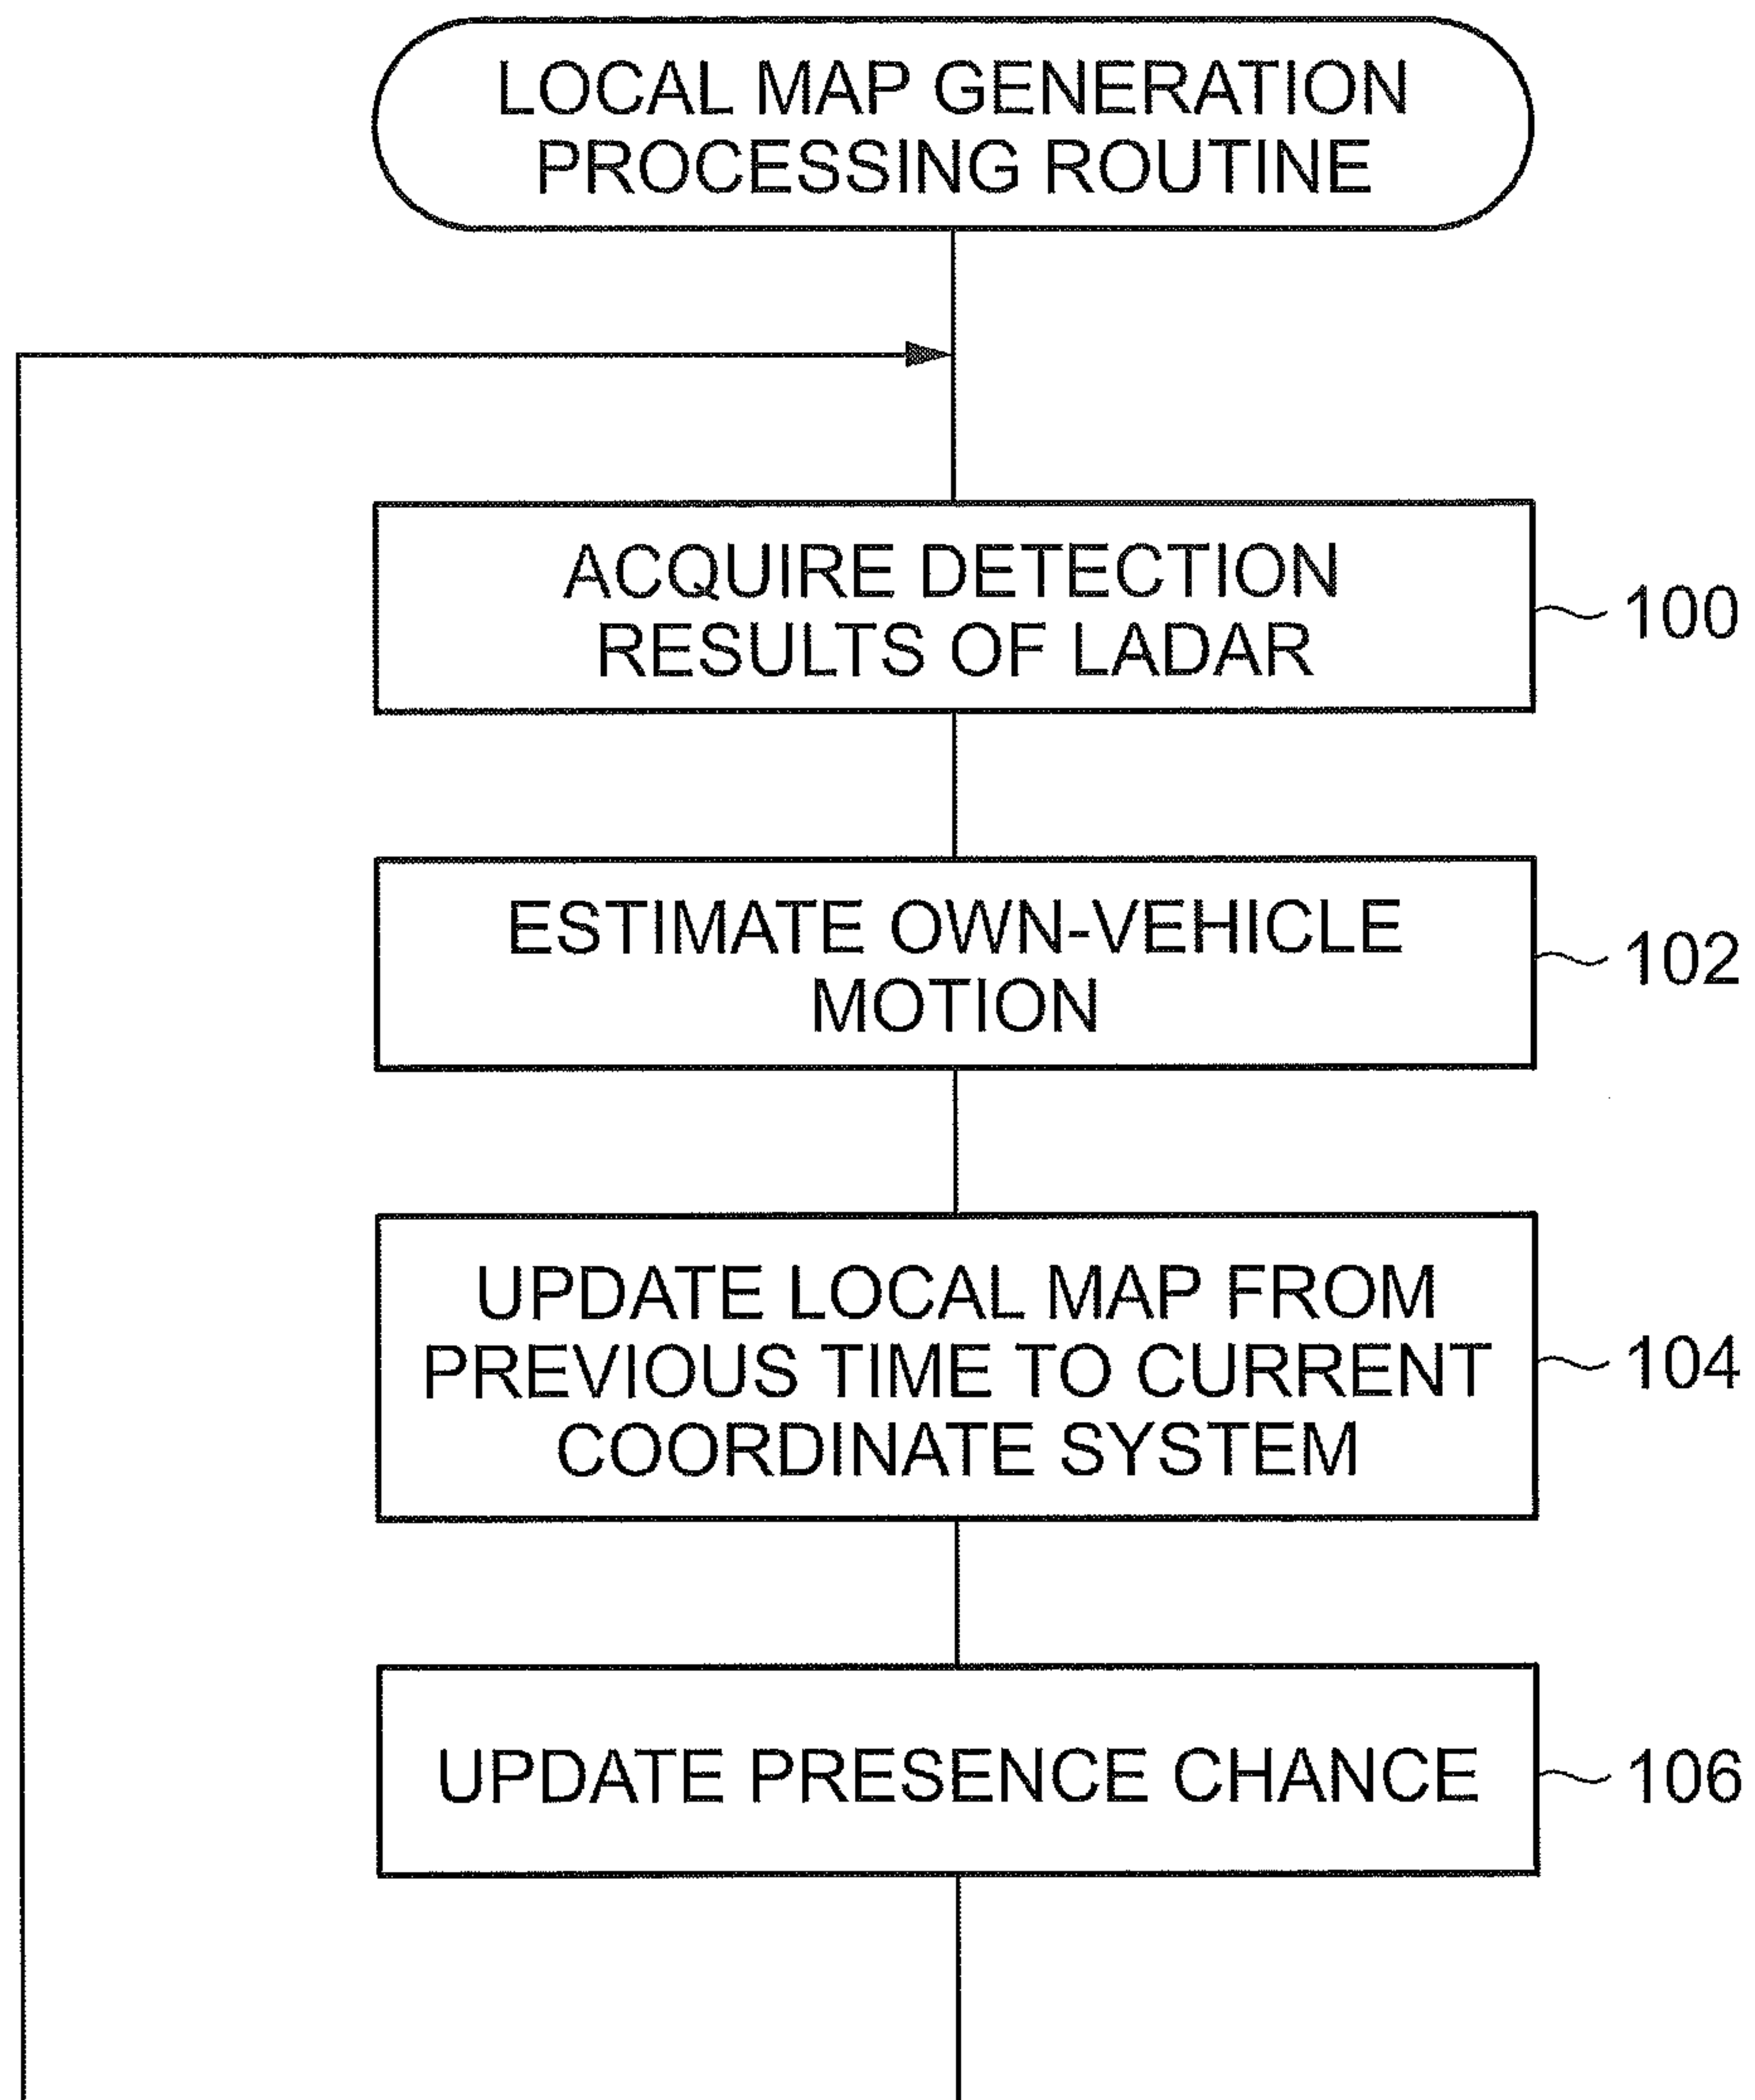 LOCAL MAP GENERATION
PROCESSING ROUTINE
ACQUIRE DETECTION
RESULTS OF LADAR
100
ESTIMATE OWN-VEHICLE
MOTION
102
UPDATE LOCAL MAP FROM
PREVIOUS TIME TO CURRENT
COORDINATE SYSTEM
104
UPDATE PRESENCE CHANCE
106